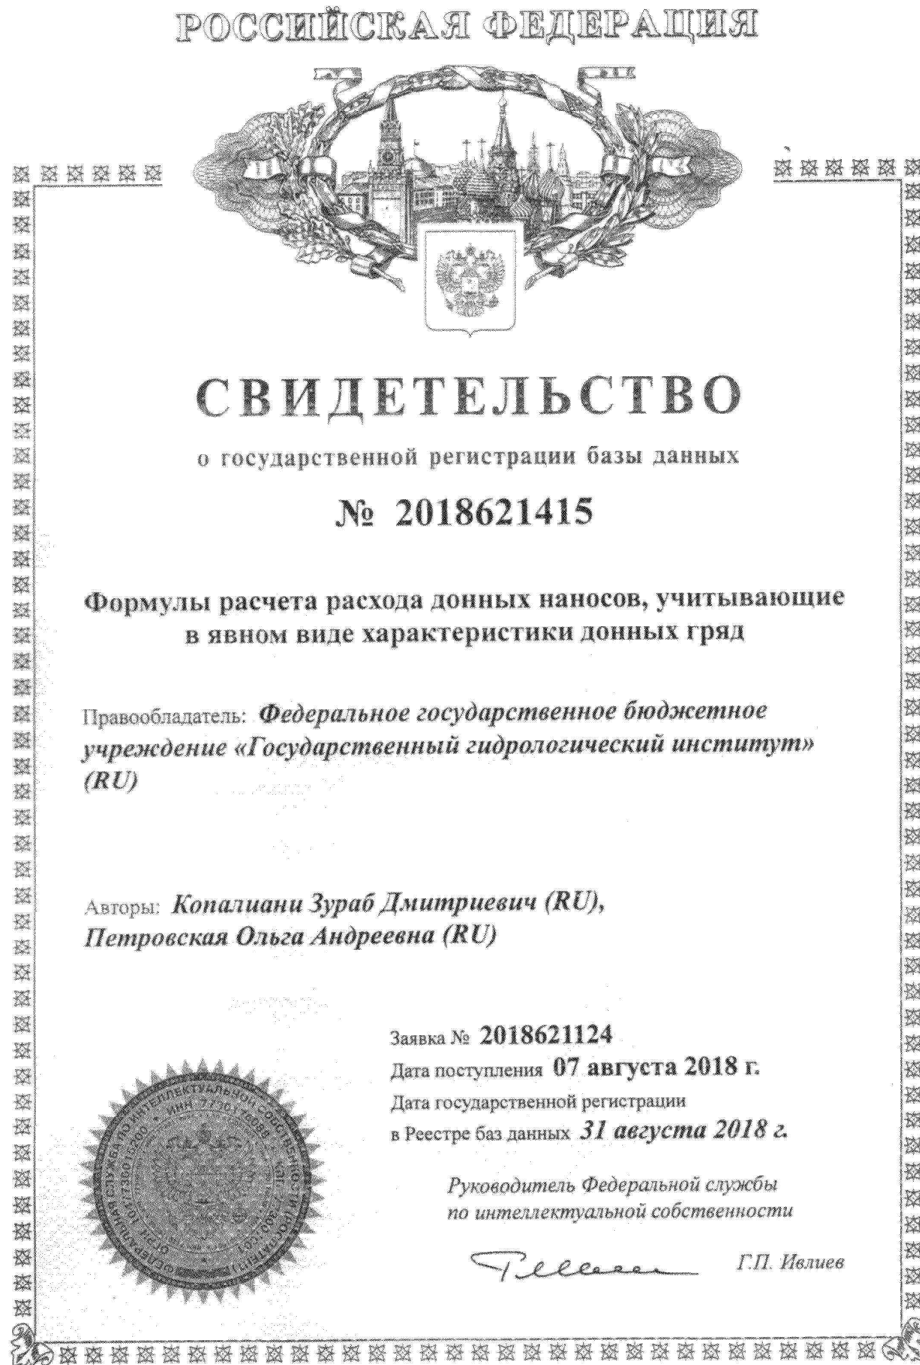 РОССИЙСКАЯ ФЕДЕРАЦИЯ
СВИДЕТЕЛЬСТВО
о государственной регистрации базы данных
№ 2018621415
Формулы расчета расхода донных наносов, учитывающие
в явном виде характеристики донных гряд
Правообладатель: Федеральное государственное бюджетное
учреждение «Государственный гидрологический институт»
(RU)
Авторы: Копалиани Зураб Дмитриевич (RU),
Петровская Ольга Андреевна (RU)
Заявка № 2018621124
Дата поступления 07 августа 2018 г.
Дата государственной регистрации
в Реестре баз данных 31 августа 2018 г.
Руководитель Федеральной службы
по интеллектуальной собственности
Г.П. Ивлиев